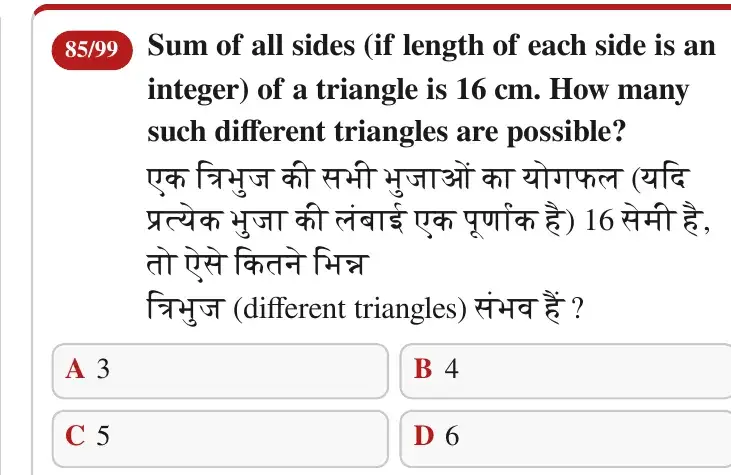 85/99 Sum of all sides (if length of each side is an
integer) of a triangle is 16 cm. How many
such different triangles are possible?
एक त्रिभुज की सभी भुजाओं का योगफल (यदि
प्रत्येक भुजा की लंबाई एक पूर्णांक है) 16 सेमी है,
तो ऐसे कितने भिन्न
त्रिभुज (different triangles) संभव हैं ?
A 3
B 4
C 5
D 6